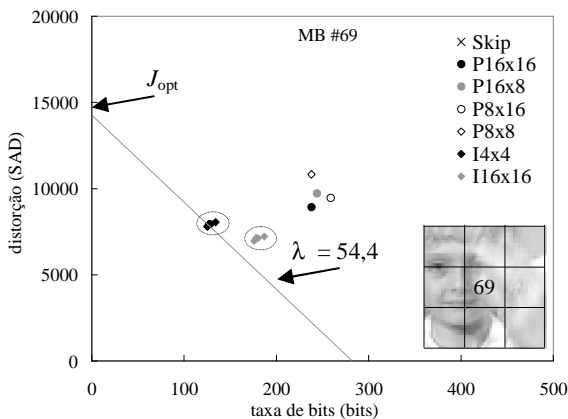 MB #69
× Skip
● P16x16
● P16x8
○ P8x16
◇ P8x8
◆ I4x4
◆ I16x16
J opt
20000
15000
10000
5000
0
distorção (SAD)
λ = 54,4
69
0 100 200 300 400 500
taxa de bits (bits)